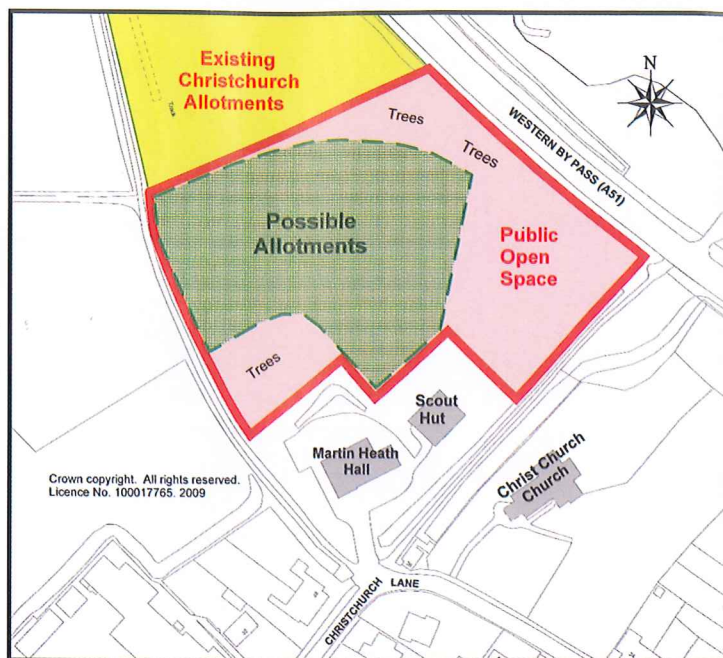 Existing
Christchurch
Allotments
Track
N
Trees
Trees
WESTERN BY PASS (A51)
Possible
Allotments
Public
Open
Space
Trees
Scout
Hut
Martin Heath
Hall
Christ Church
Church
Crown copyright. All rights reserved.
Licence No. 100017765. 2009
CHRISTCHURCH
LANE